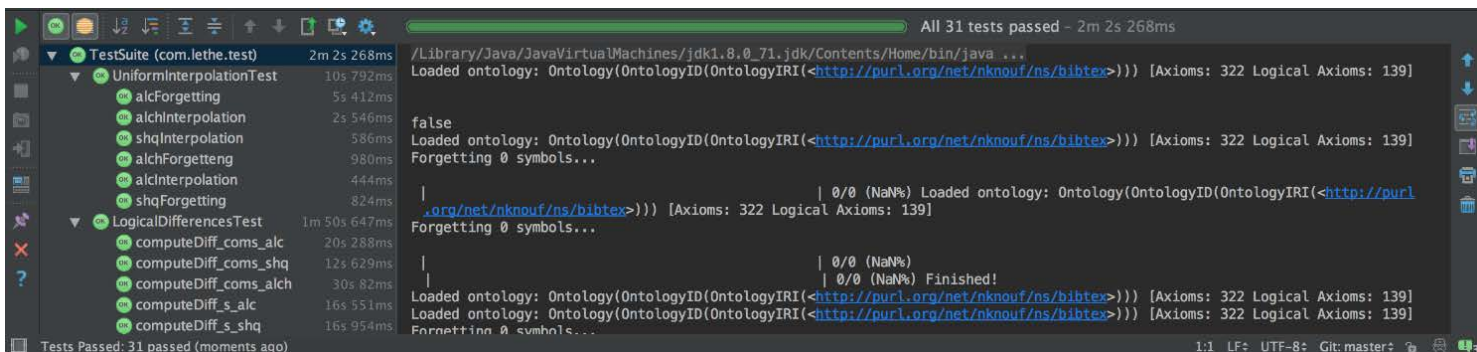 All 31 tests passed – 2m 2s 268ms
TestSuite (com.lethe.test) 2m 2s 268ms
UniformInterpolationTest 10s 792ms
alcForgetting 5s 412ms
alchInterpolation 2s 546ms
shqInterpolation 586ms
alchForgetteng 980ms
alcInterpolation 444ms
shqForgetting 824ms
LogicalDifferencesTest 1m 50s 647ms
computeDiff_coms_alc 20s 288ms
computeDiff_coms_shq 12s 629ms
computeDiff_coms_alch 30s 82ms
computeDiff_s_alc 16s 551ms
computeDiff_s_shq 16s 954ms
/Library/Java/JavaVirtualMachines/jdk1.8.0_71.jdk/Contents/Home/bin/java ...
Loaded ontology: Ontology(OntologyID(OntologyIRI(<http://purl.org/net/nknouf/ns/bibtex>))) [Axioms: 322 Logical Axioms: 139]
false
Loaded ontology: Ontology(OntologyID(OntologyIRI(<http://purl.org/net/nknouf/ns/bibtex>))) [Axioms: 322 Logical Axioms: 139]
Forgetting 0 symbols...
| | 0/0 (NaN%) Loaded ontology: Ontology(OntologyID(OntologyIRI(<http://purl
.org/net/nknouf/ns/bibtex>))) [Axioms: 322 Logical Axioms: 139]
Forgetting 0 symbols...
| | 0/0 (NaN%)
| | 0/0 (NaN%) Finished!
Loaded ontology: Ontology(OntologyID(OntologyIRI(<http://purl.org/net/nknouf/ns/bibtex>))) [Axioms: 322 Logical Axioms: 139]
Loaded ontology: Ontology(OntologyID(OntologyIRI(<http://purl.org/net/nknouf/ns/bibtex>))) [Axioms: 322 Logical Axioms: 139]
Forgetting 0 symbols...
Tests Passed: 31 passed (moments ago)
1:1 LF UTF-8 Git:master